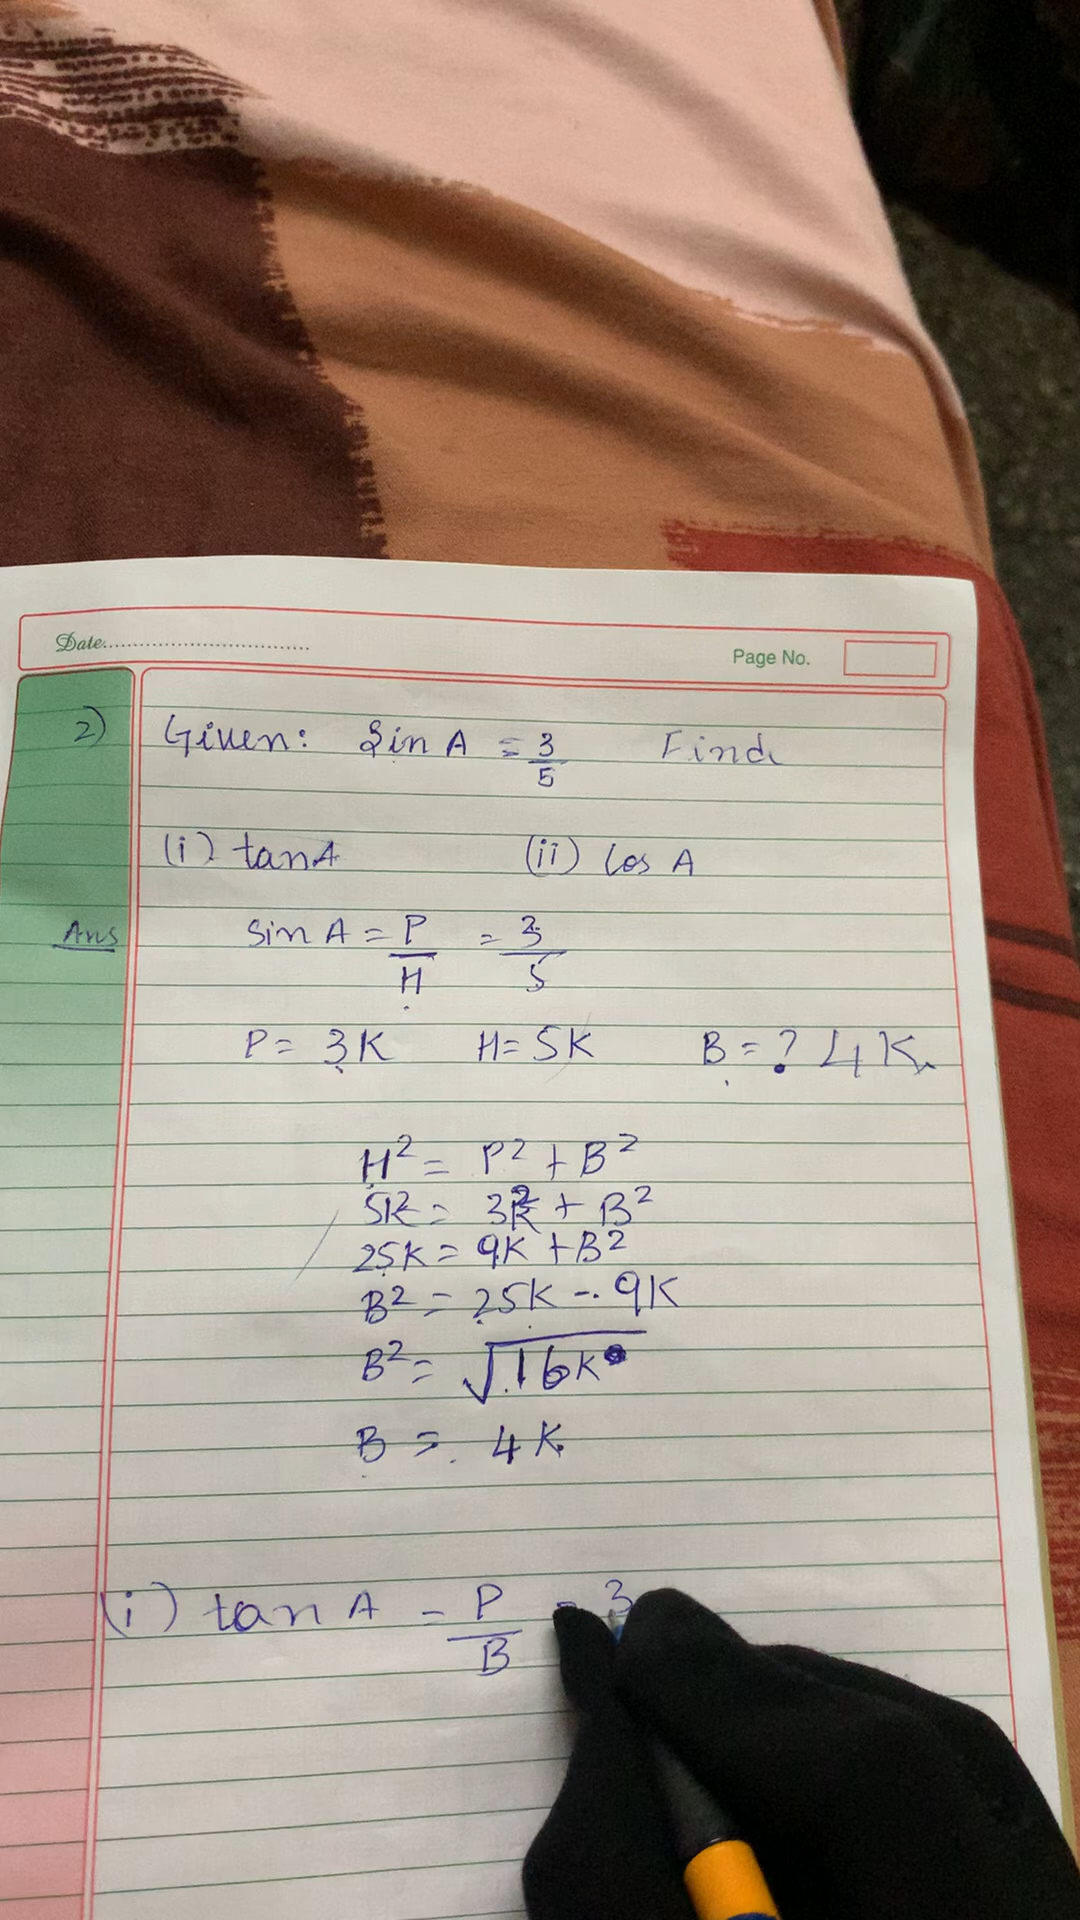 Date
Page No.
2) Given: Sin A = 3/5 Find
(i) tan A (ii) Cos A
Ans sin A = P/H = 3/5
P = 3K H = 5K B = ? 4K.
H² = P² + B²
5K² = 3K² + B²
25K = 9K + B²
B² = 25K - 9K
B² = √16K
B = 4K
(i) tan A = P/B = 3